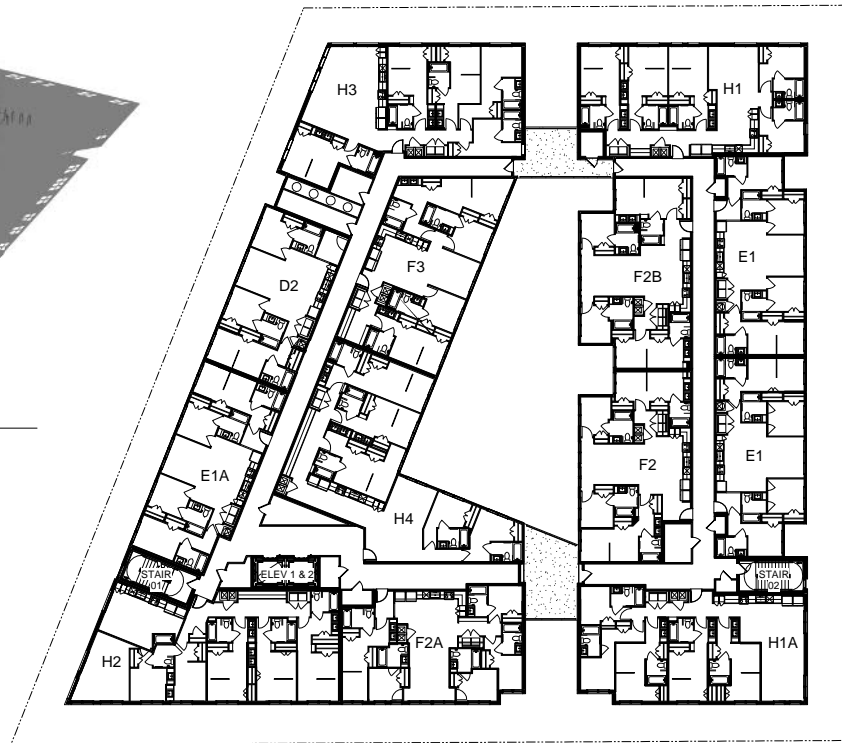 H3
H1
D2
F3
F2B
E1
E1A
H4
F2
E1
STAIR
01
ELEV 1 & 2
STAIR
02
H2
F2A
H1A